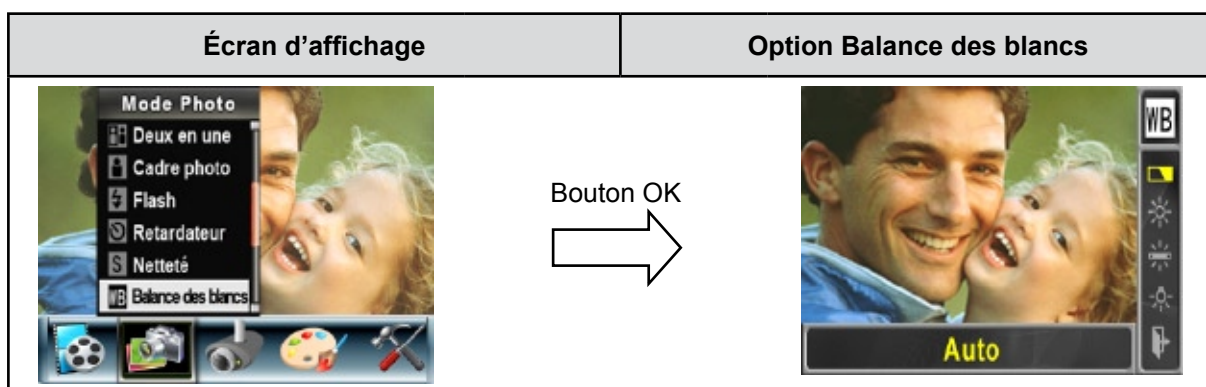 Écran d’affichage
Option Balance des blancs
Mode Photo
Deux en une
Cadre photo
Flash
Retardateur
S Netteté
WB Balance des blancs
Bouton OK
WB
Auto